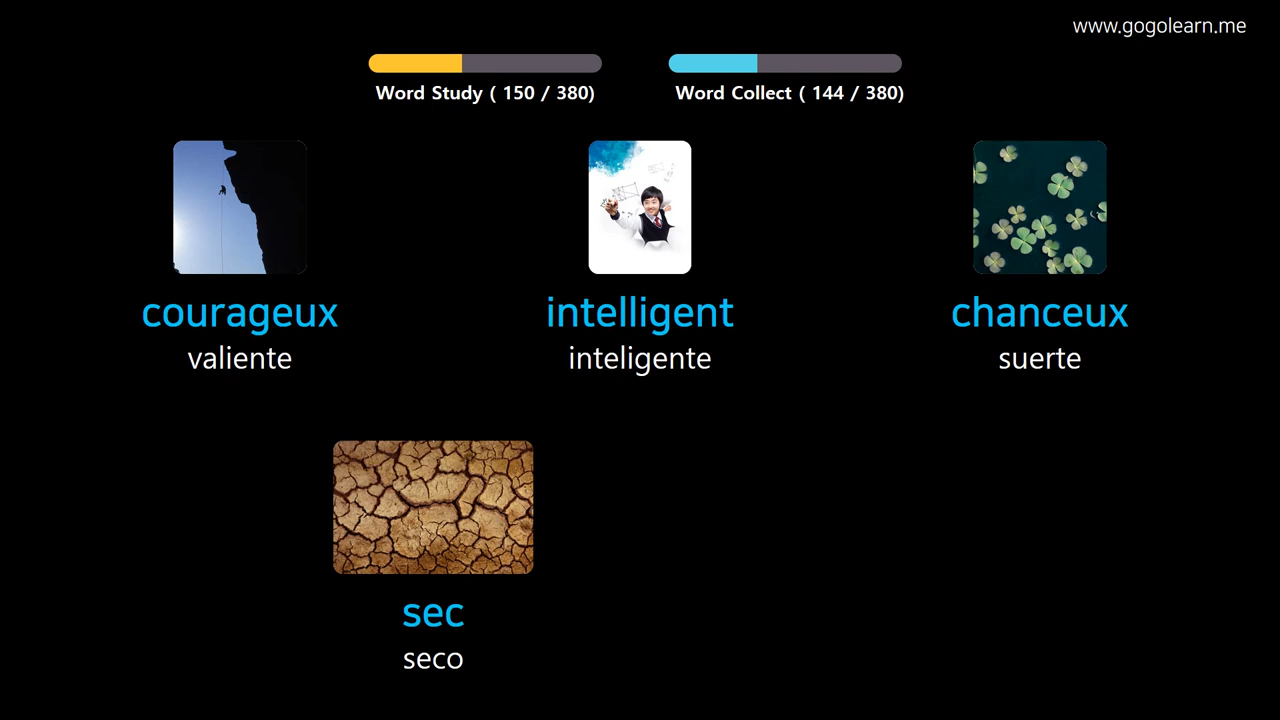 www.gogolearn.me
Word Study ( 150 / 380)
Word Collect ( 144 / 380)
courageux
valiente
intelligent
inteligente
chanceux
suerte
sec
seco